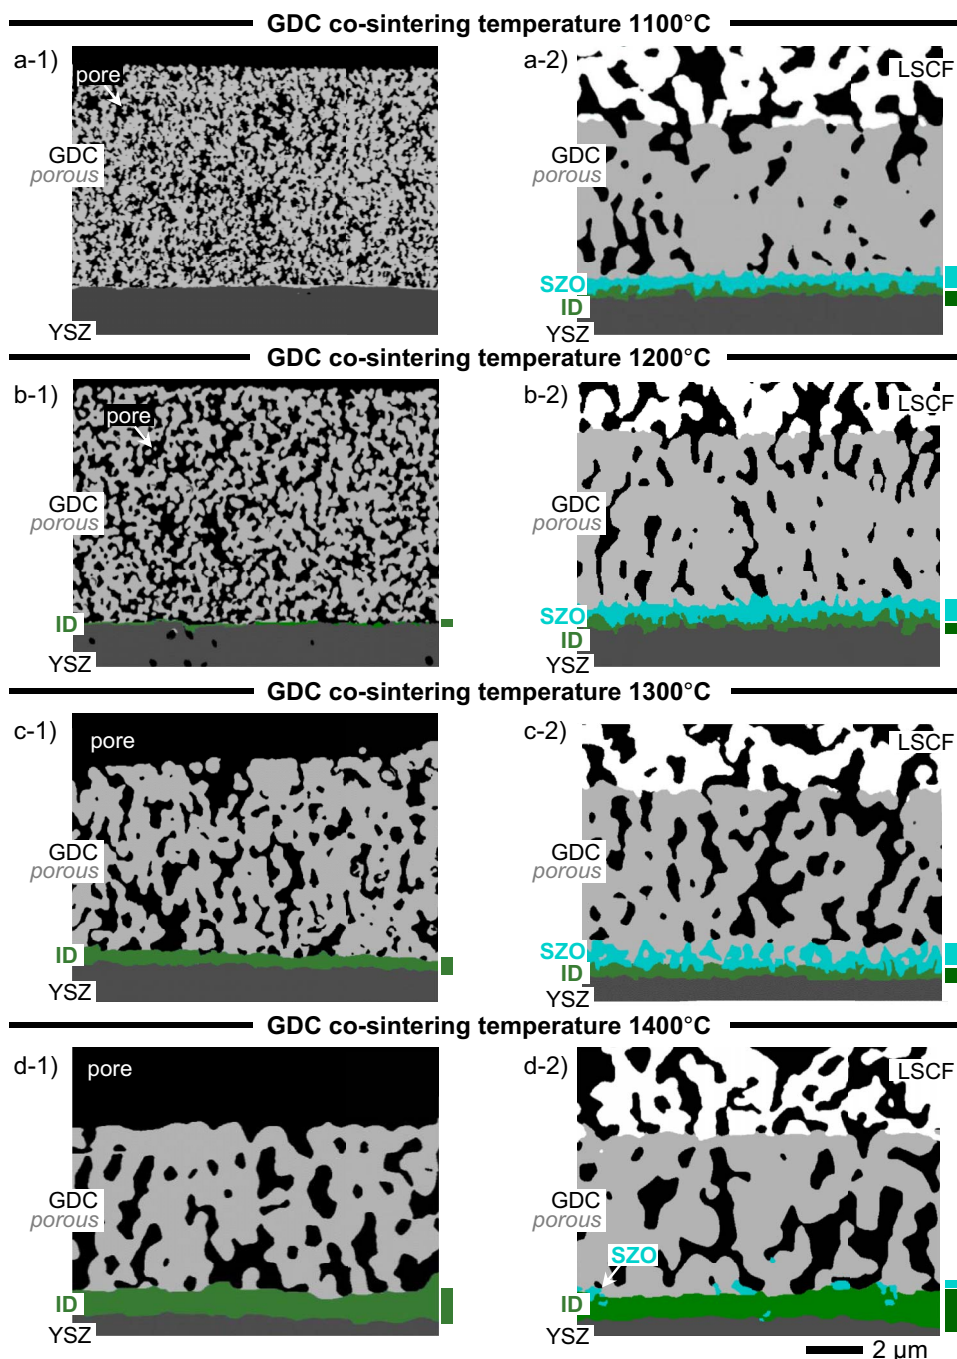 GDC co-sintering temperature 1100°C
a-1)
pore
GDC
porous
YSZ
a-2)
LSCF
GDC
porous
SZO
ID
YSZ
GDC co-sintering temperature 1200°C
b-1)
pore
GDC
porous
ID
YSZ
b-2)
LSCF
GDC
porous
SZO
ID
YSZ
GDC co-sintering temperature 1300°C
c-1)
pore
GDC
porous
ID
YSZ
c-2)
LSCF
GDC
porous
SZO
ID
YSZ
GDC co-sintering temperature 1400°C
d-1)
pore
GDC
porous
ID
YSZ
d-2)
LSCF
GDC
porous
SZO
ID
YSZ
2 µm